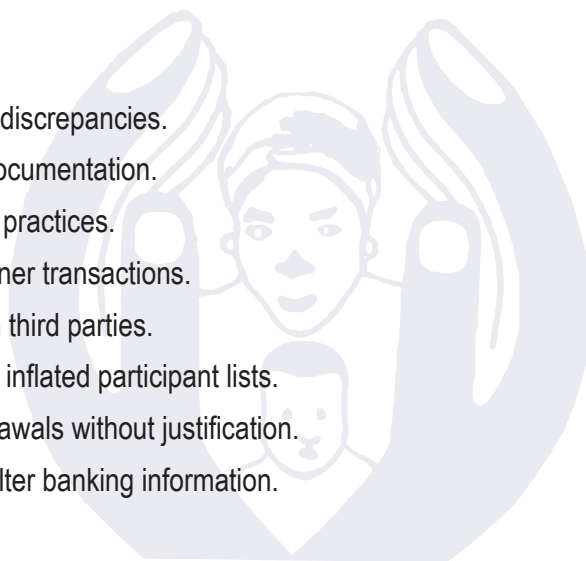 discrepancies.
ocumentation.
practices.
ner transactions.
third parties.
inflated participant lists.
awals without justification.
lter banking information.